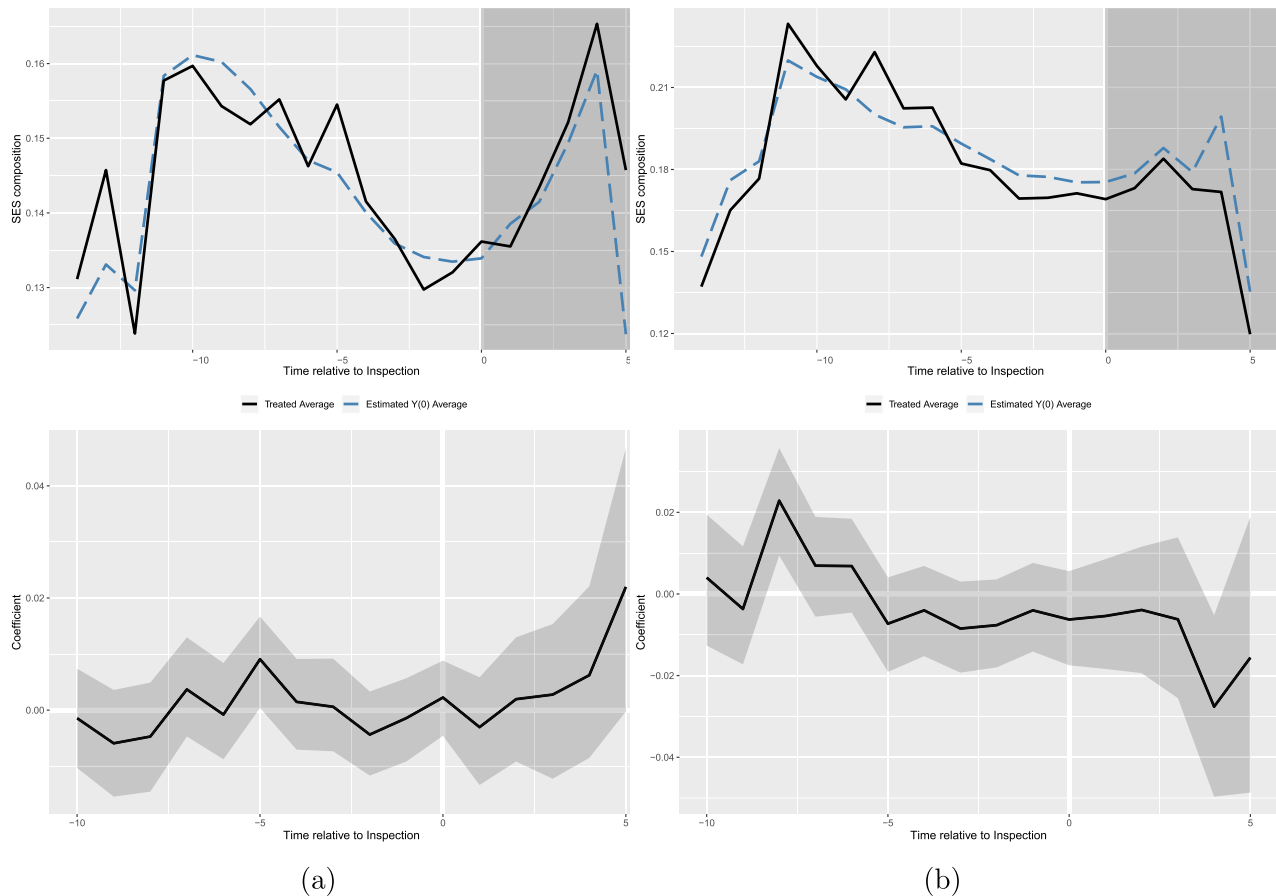 SES composition
0.16
0.15
0.14
0.13
−10
−5
0
5
Time relative to Inspection
Treated Average
Estimated Y(0) Average
SES composition
0.21
0.18
0.15
0.12
−10
−5
0
5
Time relative to Inspection
Treated Average
Estimated Y(0) Average
Coefficient
0.04
0.02
0.00
−10
−5
0
5
Time relative to Inspection
(a)
Coefficient
0.02
0.00
−0.02
−0.04
−10
−5
0
5
Time relative to Inspection
(b)